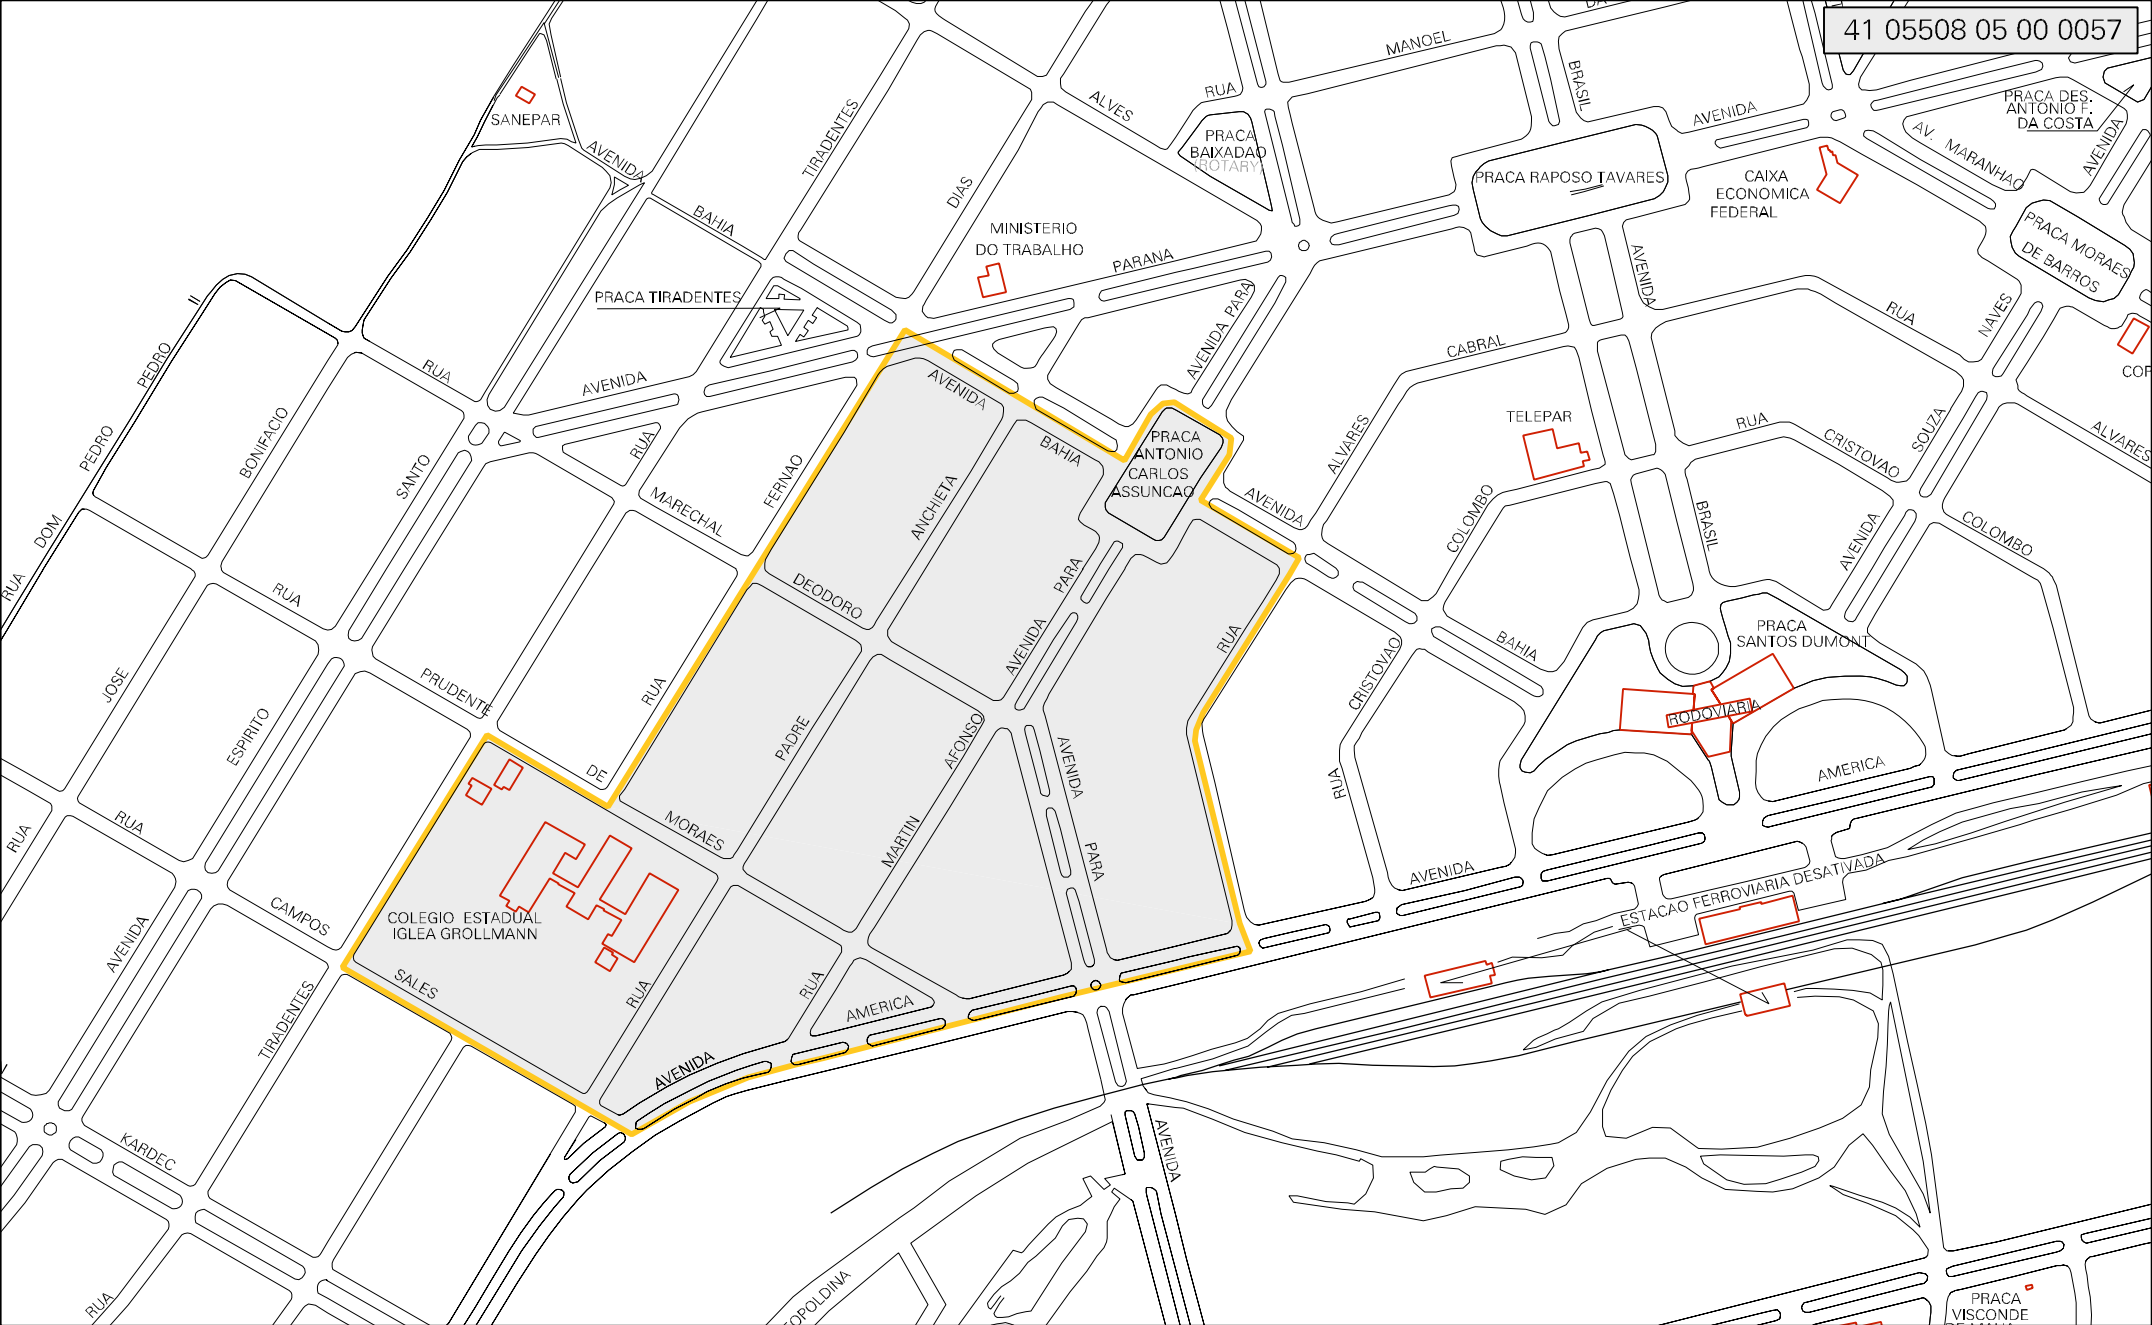 41 05508 05 00 0057
MANOEL
BRASIL
RUA
ALVES
AVENIDA
PRACA DES.
ANTONIO F.
DA COSTA
AVENIDA
AV. MARANHAO
SANEPAR
AVENIDA
TIRADENTES
DIAS
BAHIA
PRACA
BAIXADAO
(ROTARY)
PRACA RAPOSO TAVARES
CAIXA
ECONOMICA
FEDERAL
MINISTERIO
DO TRABALHO
PARANA
AVENIDA
PRACA MORAES
DE BARROS
PRACA TIRADENTES
AVENIDA PARA
RUA
NAVES
PEDRO II
RUA
AVENIDA
CABRAL
COP
BONIFACIO
PEDRO
SANTO
RUA
AVENIDA
BAHIA
PRACA
ANTONIO
CARLOS
ASSUNCAO
ALVARES
TELEPAR
RUA
CRISTOVAO
SOUZA
ALVARES
MARECHAL
FERNAO
ANCHIETA
AVENIDA
COLOMBO
BRASIL
AVENIDA
COLOMBO
DOM
RUA
RUA
DEODORO
PARA
AVENIDA
RUA
BAHIA
PRACA
SANTOS DUMONT
JOSE
PRUDENTE
RUA
CRISTOVAO
ESPIRITO
PADRE
AFONSO
AVENIDA
RUA
RODOVIARIA
AMERICA
DE
RUA
RUA
MORAES
MARTIN
PARA
AVENIDA
CAMPOS
COLEGIO ESTADUAL
IGLEA GROLLMANN
ESTACAO FERROVIARIA DESATIVADA
AVENIDA
SALES
RUA
RUA
AMERICA
TIRADENTES
AVENIDA
KARDEC
AVENIDA
RUA
OPOLDINA
PRACA
VISCONDE